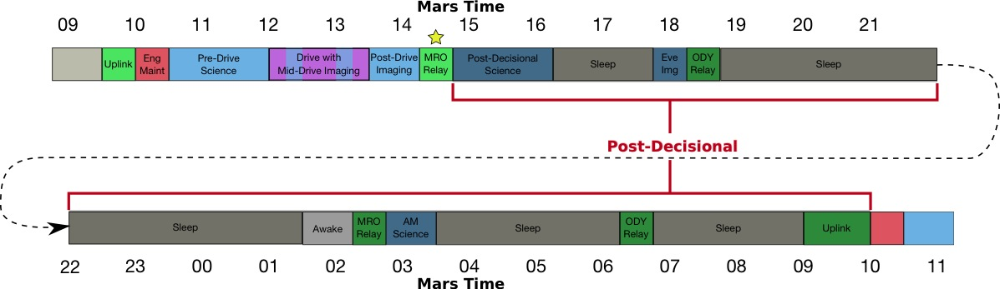 Mars Time
09 10 11 12 13 14 15 16 17 18 19 20 21
Uplink
Eng
Maint
Pre-Drive
Science
Drive with
Mid-Drive Imaging
Post-Drive
Imaging
MRO
Relay
Post-Decisional
Science
Sleep
Eve
Img
ODY
Relay
Sleep
Post-Decisional
Sleep
Awake
MRO
Relay
AM
Science
Sleep
ODY
Relay
Sleep
Uplink
22 23 00 01 02 03 04 05 06 07 08 09 10 11
Mars Time